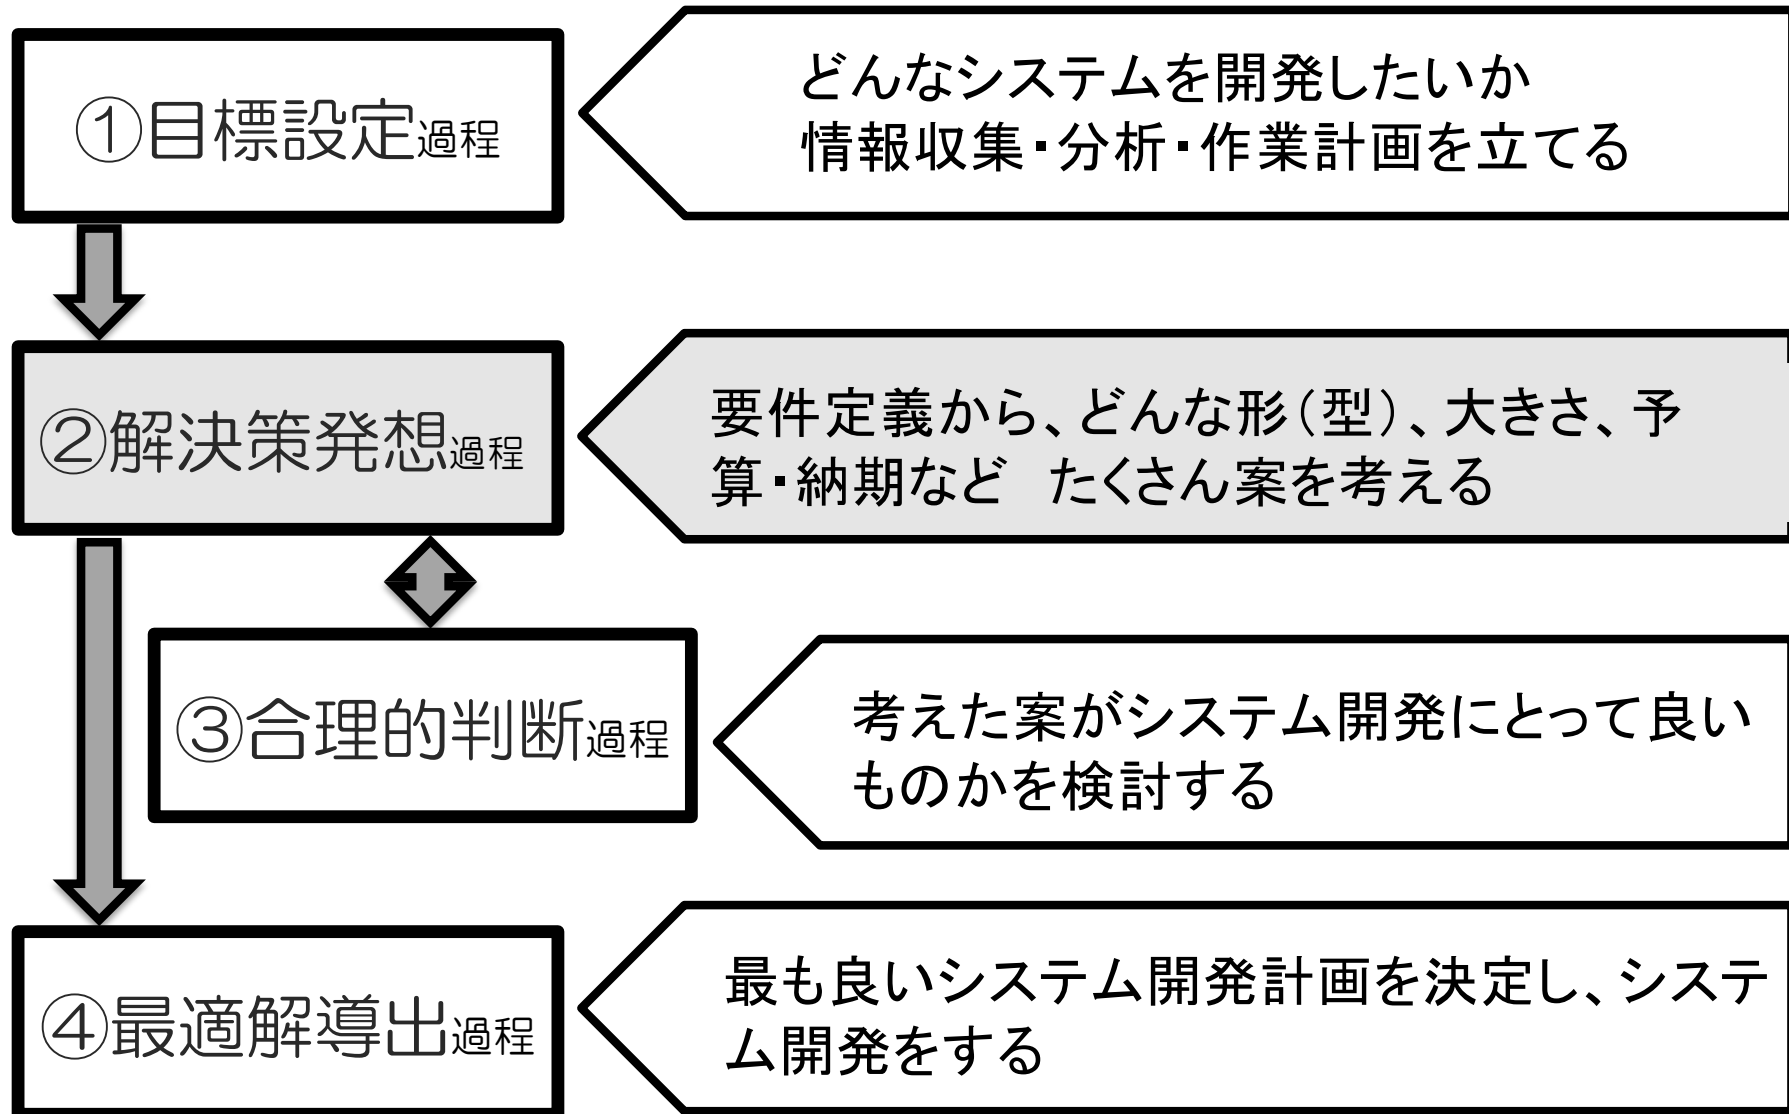 ①目標設定過程
どんなシステムを開発したいか
情報収集・分析・作業計画を立てる
②解決策発想過程
要件定義から、どんな形(型)、大きさ、予
算・納期など　たくさん案を考える
③合理的判断過程
考えた案がシステム開発にとって良い
ものかを検討する
④最適解導出過程
最も良いシステム開発計画を決定し、システ
ム開発をする